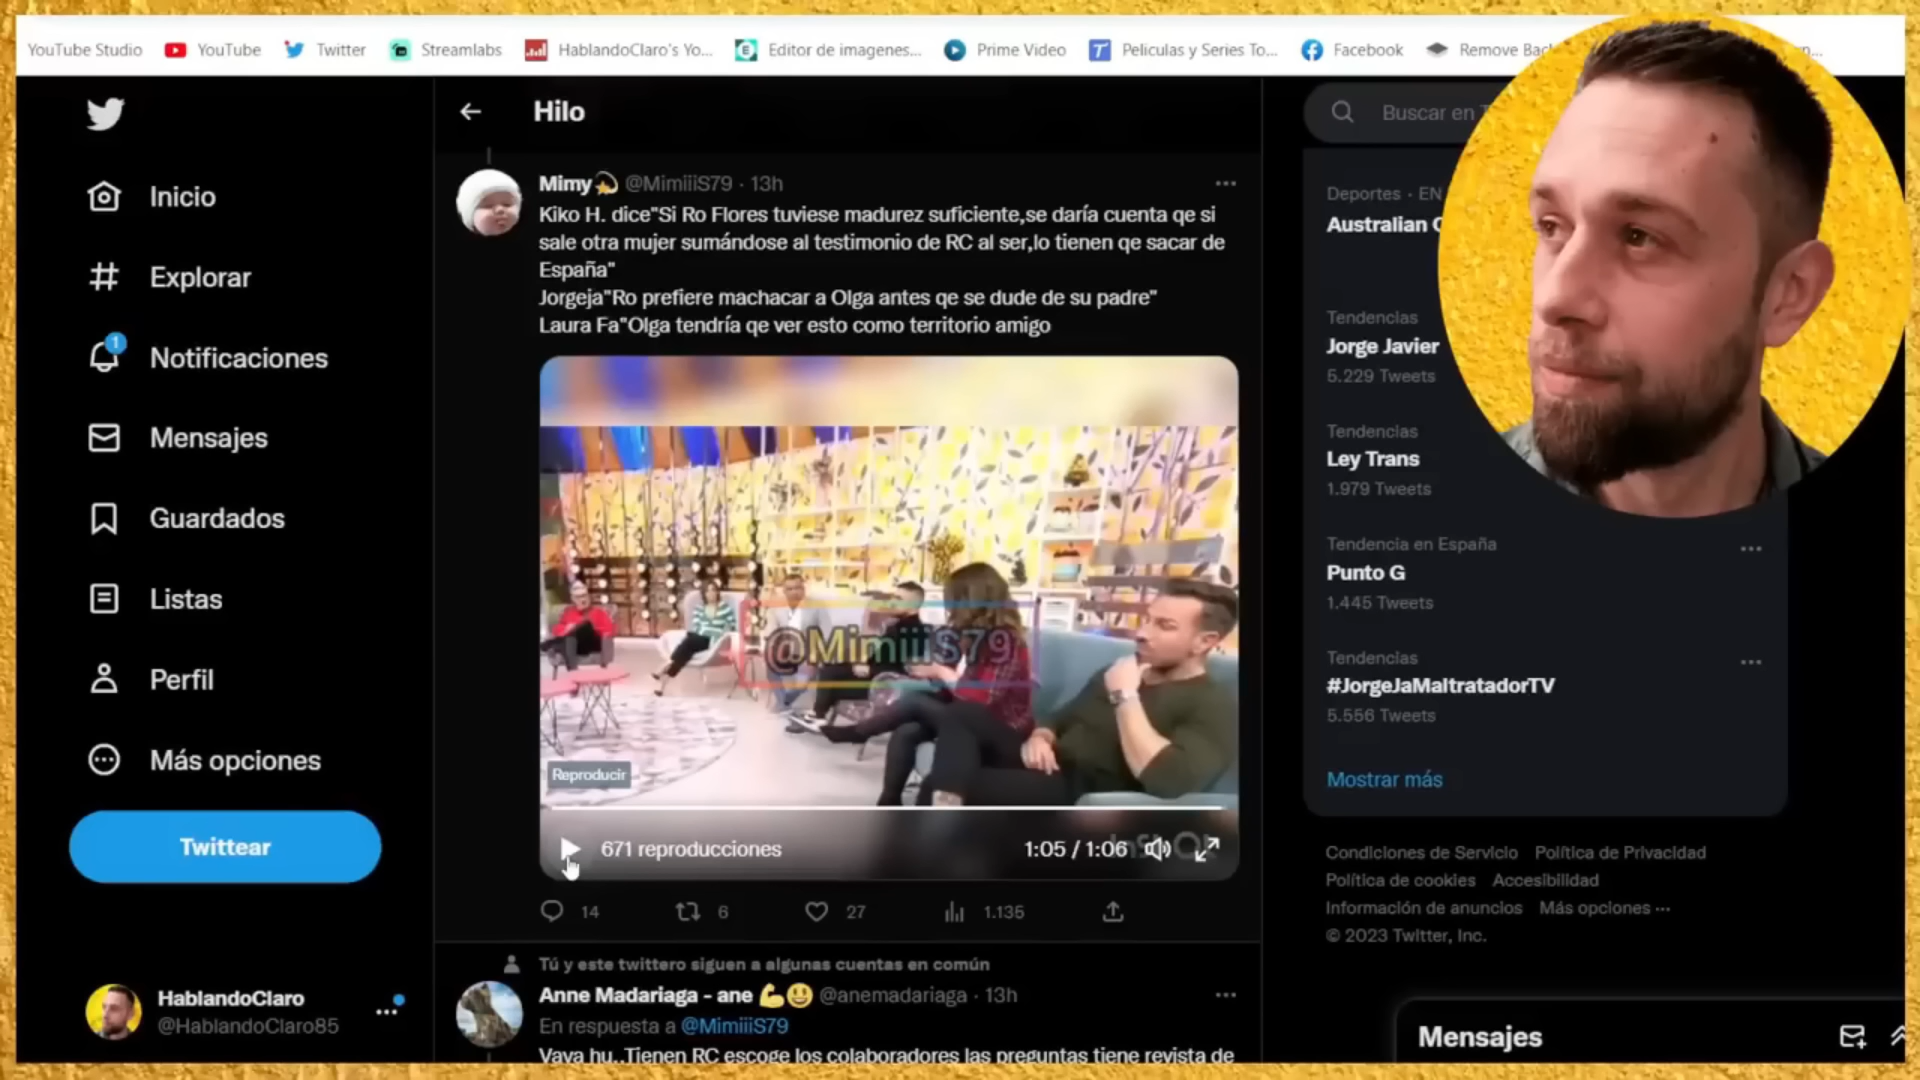 YouTube Studio
YouTube
Twitter
Streamlabs
HablandoClaro's Yo...
Editor de imagenes...
Prime Video
Peliculas y Series To...
Facebook
Remove
Inicio
Explorar
1
Notificaciones
Mensajes
Guardados
Listas
Perfil
Más opciones
Twittear
HablandoClaro
@HablandoClaro85
Hilo
Mimy @MimiiiS79 · 13h
Kiko H. dice"Si Ro Flores tuviese madurez suficiente,se daría cuenta qe si
sale otra mujer sumándose al testimonio de RC al ser,lo tienen qe sacar de
España"
Jorgeja"Ro prefiere machacar a Olga antes qe se dude de su padre"
Laura Fa"Olga tendría qe ver esto como territorio amigo
@MimiiiS79
Reproducir
671 reproducciones
1:05 / 1:06
14
6
27
1.135
Tú y este twittero siguen a algunas cuentas en común
Anne Madariaga - ane @anemadariaga · 13h
En respuesta a @MimiiiS79
Vaya hu..Tienen RC escoge los colaboradores las preguntas tiene revista de
Buscar en
Deportes · EN
Australian
Tendencias
Jorge Javier
5.229 Tweets
Tendencias
Ley Trans
1.979 Tweets
Tendencia en España
Punto G
1.445 Tweets
Tendencias
#JorgeJaMaltratadorTV
5.556 Tweets
Mostrar más
Condiciones de Servicio Política de Privacidad
Política de cookies Accesibilidad
Información de anuncios Más opciones ···
© 2023 Twitter, Inc.
Mensajes